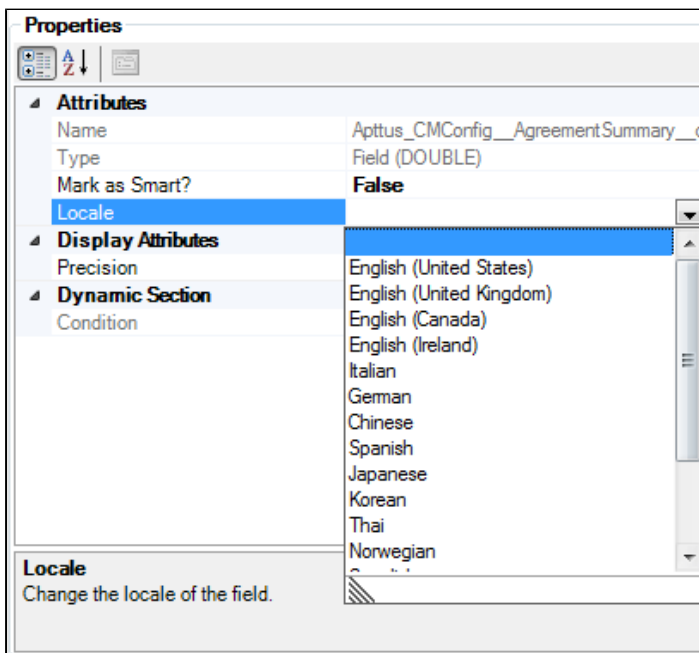 Properties
Attributes
Name Apttus_CMConfig__AgreementSummary__c
Type Field (DOUBLE)
Mark as Smart? False
Locale
Display Attributes
Precision
Dynamic Section
Condition
English (United States)
English (United Kingdom)
English (Canada)
English (Ireland)
Italian
German
Chinese
Spanish
Japanese
Korean
Thai
Norwegian
Locale
Change the locale of the field.